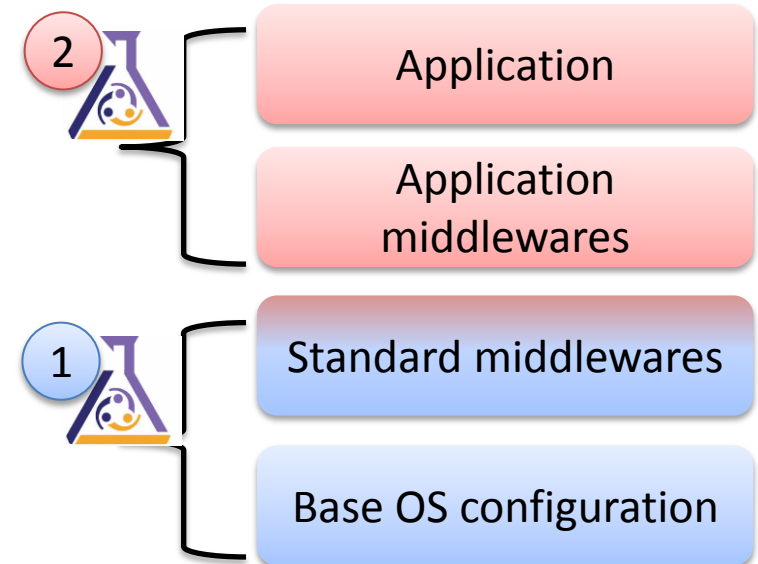 2
Application
Application
middlewares
1
Standard middlewares
Base OS configuration